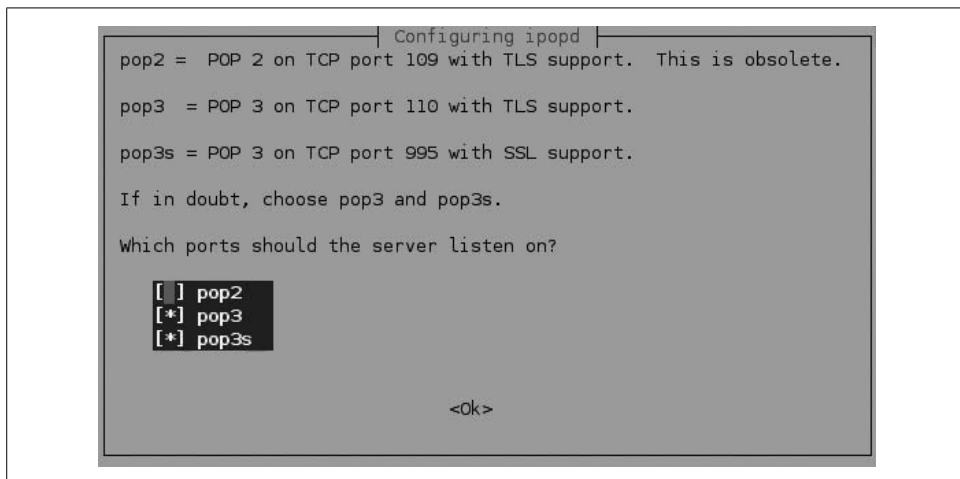 Configuring ipopd
pop2 =  POP 2 on TCP port 109 with TLS support.  This is obsolete.
pop3  = POP 3 on TCP port 110 with TLS support.
pop3s = POP 3 on TCP port 995 with SSL support.
If in doubt, choose pop3 and pop3s.
Which ports should the server listen on?
[ ] pop2
[*] pop3
[*] pop3s
<Ok>